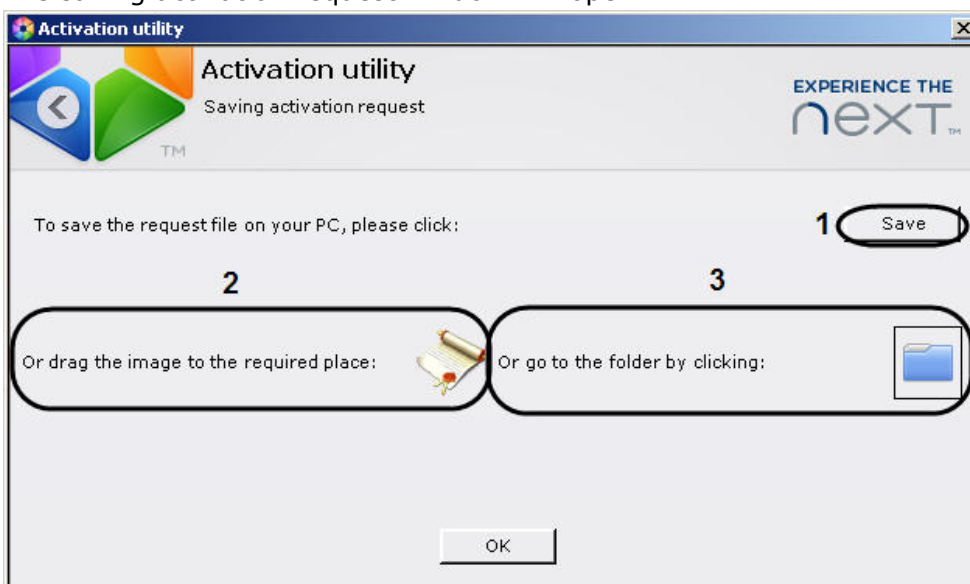 Activation utility
Activation utility
Saving activation request
TM
EXPERIENCE THE
nexT™
To save the request file on your PC, please click:
1
Save
2
3
Or drag the image to the required place:
Or go to the folder by clicking:
OK